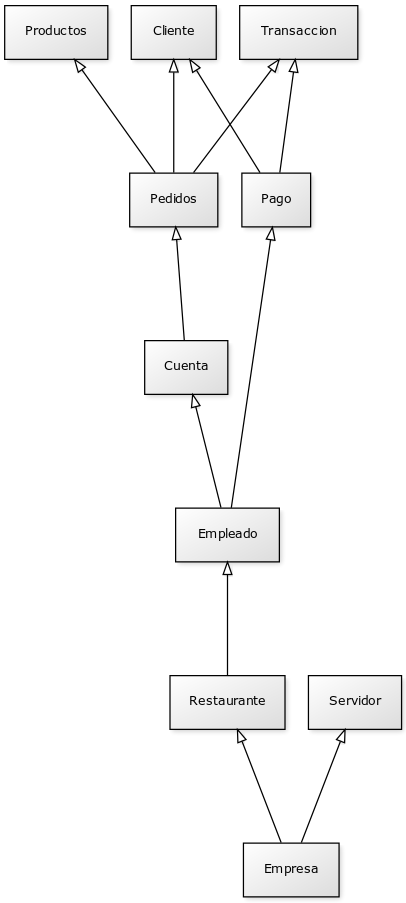 Productos
Cliente
Transaccion
Pedidos
Pago
Cuenta
Empleado
Restaurante
Servidor
Empresa